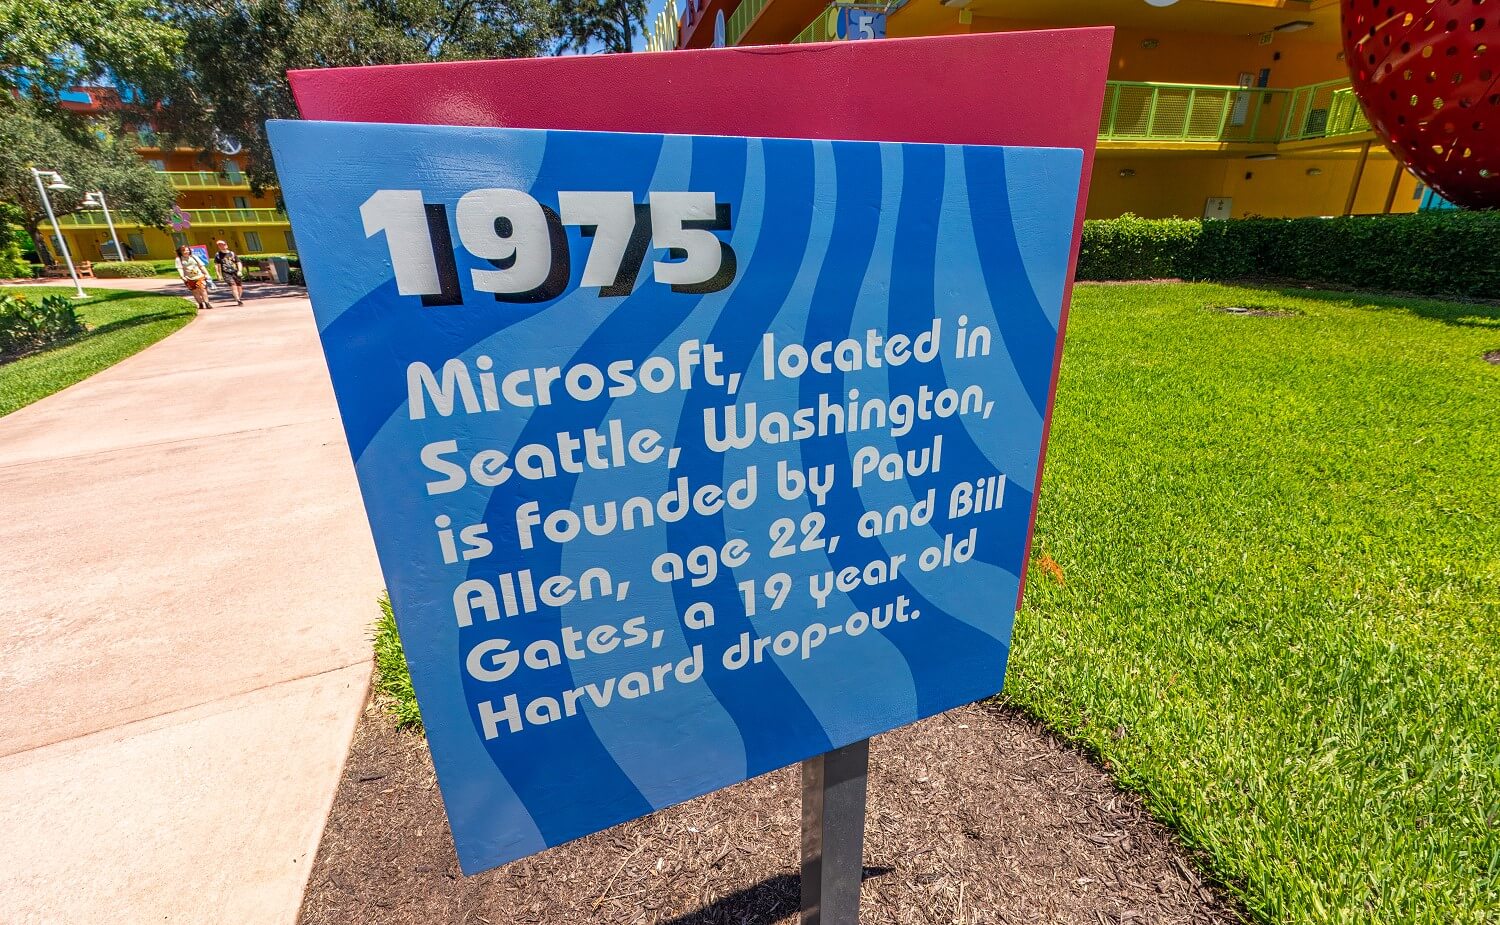 5
1975
Microsoft, located in
Seattle, Washington,
is founded by Paul
Allen, age 22, and Bill
Gates, a 19 year old
Harvard drop-out.